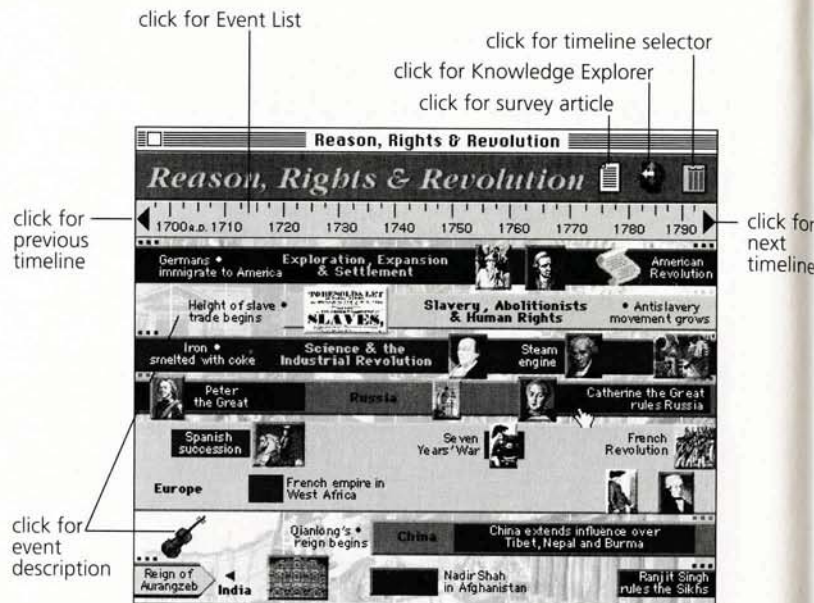 click for Event List
click for timeline selector
click for Knowledge Explorer
click for survey article
Reason, Rights & Revolution
Reason, Rights & Revolution
click for
previous
timeline
1700 A.D. 1710 1720 1730 1740 1750 1760 1770 1780 1790
click for
next
timeline
Germans
immigrate to America
Exploration, Expansion
& Settlement
American
Revolution
Height of slave
trade begins
TO BE SOLD & LET
SLAVES,
Slavery, Abolitionists
& Human Rights
Antislavery
movement grows
Iron
smelted with coke
Science & the
Industrial Revolution
Steam
engine
Peter
the Great
Russia
Catherine the Great
rules Russia
Spanish
succession
Seven
Years' War
French
Revolution
Europe
French empire in
West Africa
click for
event
description
Qianlong's
reign begins
China
China extends influence over
Tibet, Nepal and Burma
Reign of
Aurangzeb
India
Nadir Shah
in Afghanistan
Ranjit Singh
rules the Sikhs